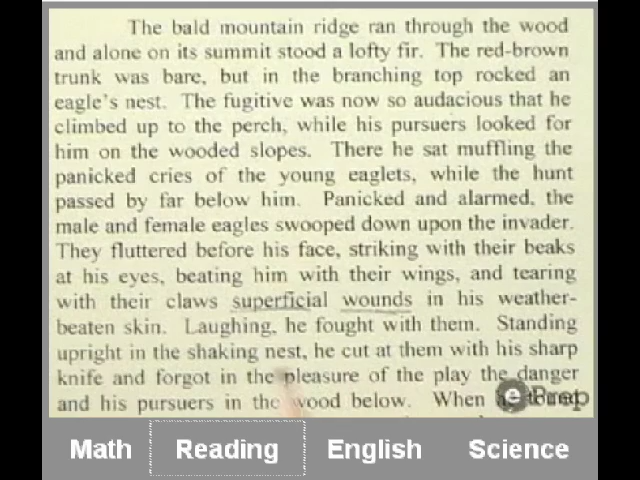 The bald mountain ridge ran through the wood
and alone on its summit stood a lofty fir. The red-brown
trunk was bare, but in the branching top rocked an
eagle's nest. The fugitive was now so audacious that he
climbed up to the perch, while his pursuers looked for
him on the wooded slopes. There he sat muffling the
panicked cries of the young eaglets, while the hunt
passed by far below him. Panicked and alarmed, the
male and female eagles swooped down upon the invader.
They fluttered before his face, striking with their beaks
at his eyes, beating him with their wings, and tearing
with their claws superficial wounds in his weather-
beaten skin. Laughing, he fought with them. Standing
upright in the shaking nest, he cut at them with his sharp
knife and forgot in the pleasure of the play the danger
and his pursuers in the wood below. When he found
ePrep
Math Reading English Science